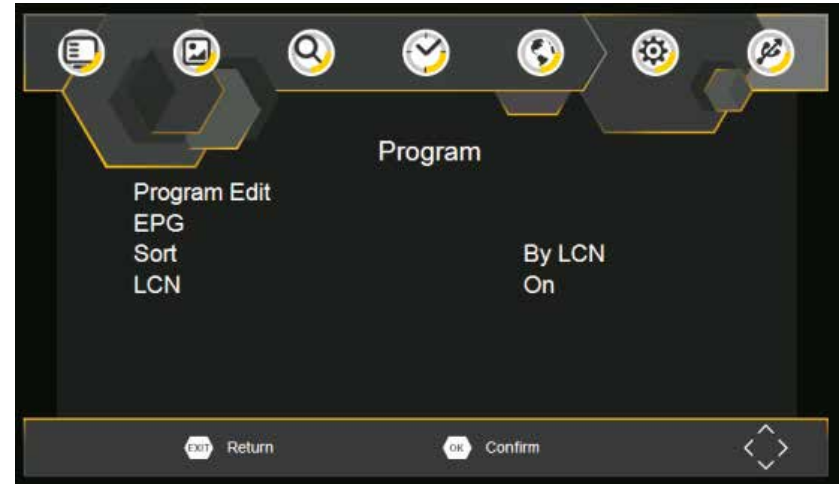 Program
Program Edit
EPG
Sort By LCN
LCN On
EXIT Return OK Confirm